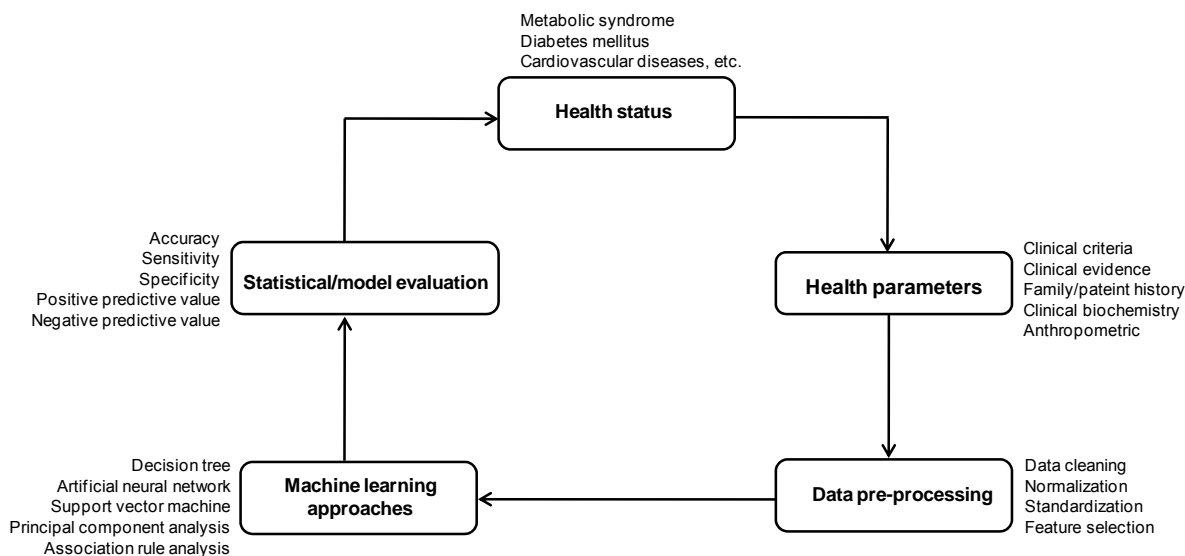 Metabolic syndrome
Diabetes mellitus
Cardiovascular diseases, etc.
Health status
Accuracy
Sensitivity
Specificity
Positive predictive value
Negative predictive value
Statistical/model evaluation
Health parameters
Clinical criteria
Clinical evidence
Family/pateint history
Clinical biochemistry
Anthropometric
Decision tree
Artificial neural network
Support vector machine
Principal component analysis
Association rule analysis
Machine learning
approaches
Data pre-processing
Data cleaning
Normalization
Standardization
Feature selection